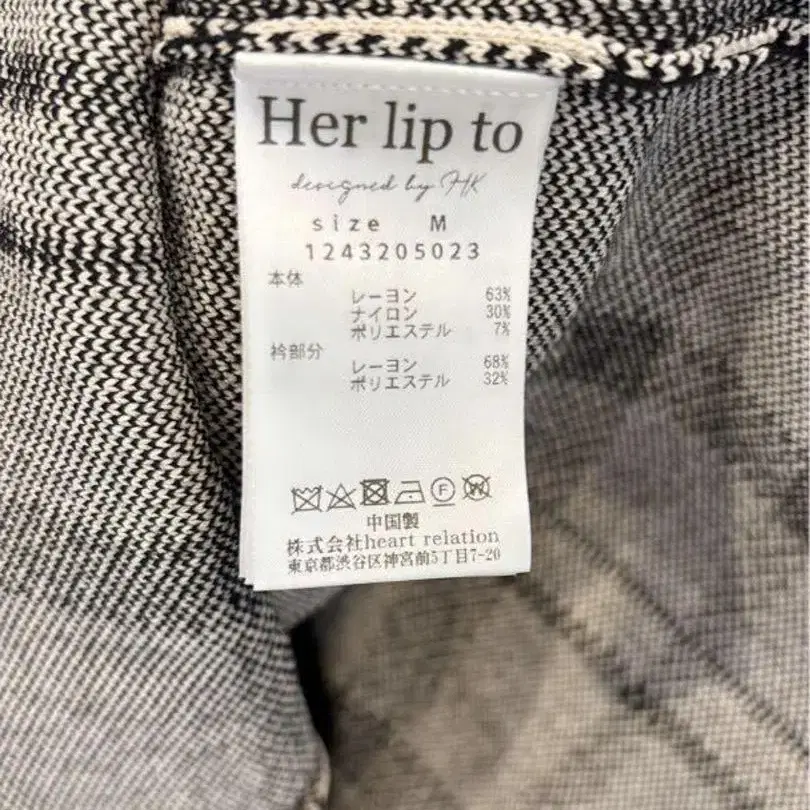 Her lip to
designed by HK
size M
1243205023
本体
レーヨン 63%
ナイロン 30%
ポリエステル 7%
衿部分
レーヨン 68%
ポリエステル 32%
F W
中国製
株式会社heart relation
東京都渋谷区神宮前5丁目7-20